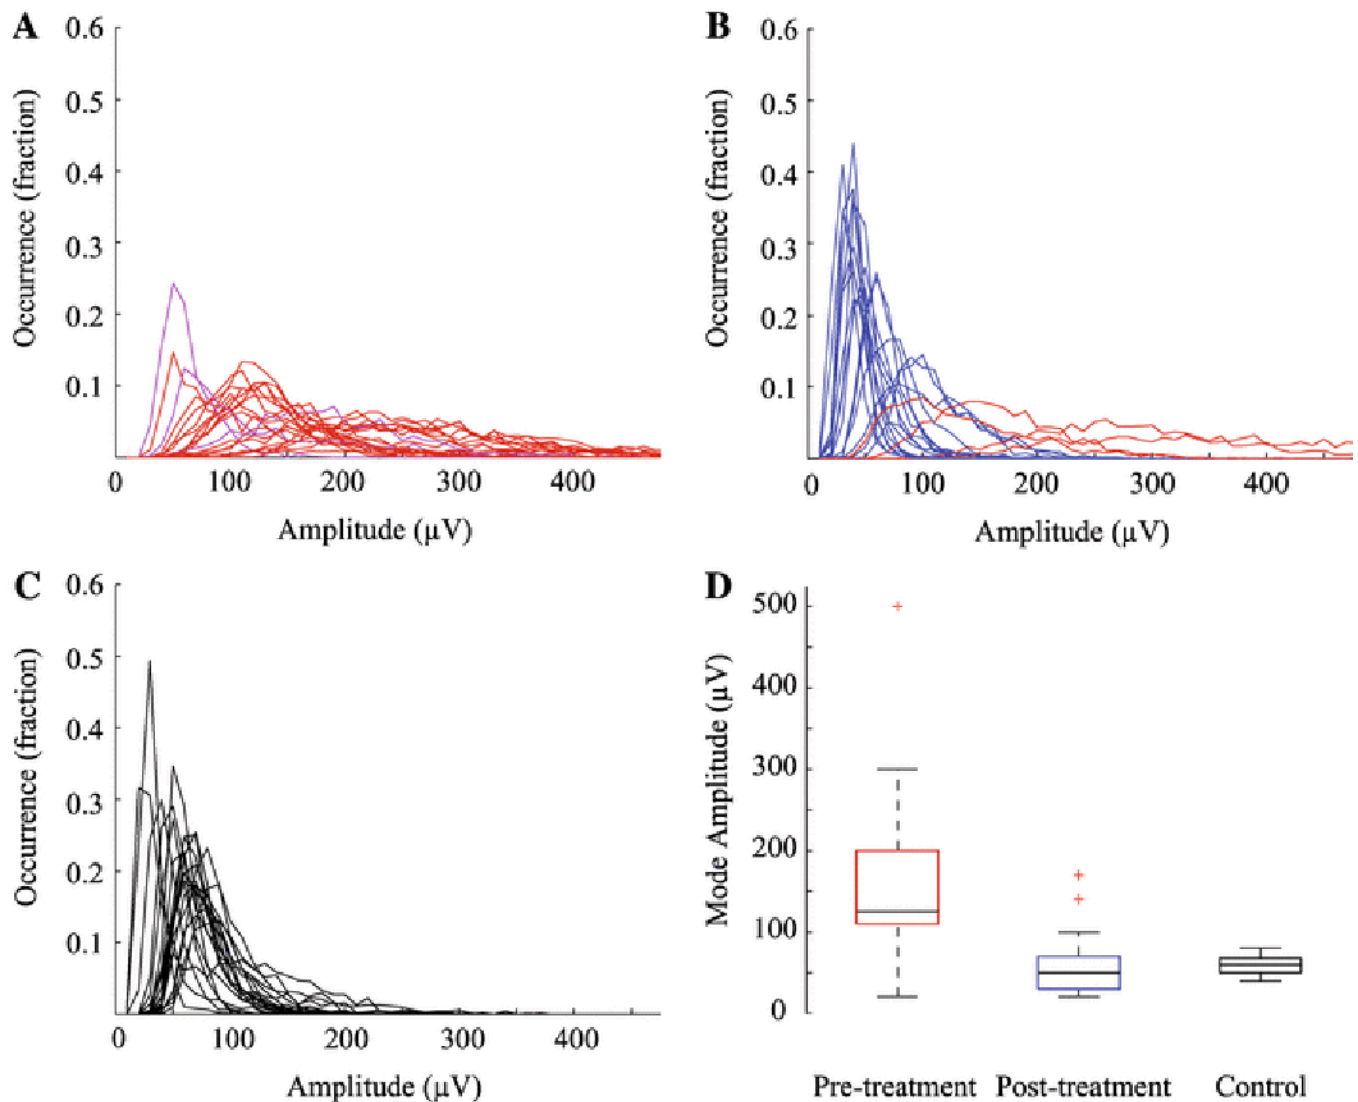 A
0.6
0.5
0.4
0.3
0.2
0.1
Occurrence (fraction)
0 100 200 300 400
Amplitude (µV)
B
0.6
0.5
0.4
0.3
0.2
0.1
Occurrence (fraction)
0 100 200 300 400
Amplitude (µV)
C
0.6
0.5
0.4
0.3
0.2
0.1
Occurrence (fraction)
0 100 200 300 400
Amplitude (µV)
D
500
400
300
200
100
0
Mode Amplitude (µV)
Pre-treatment Post-treatment Control